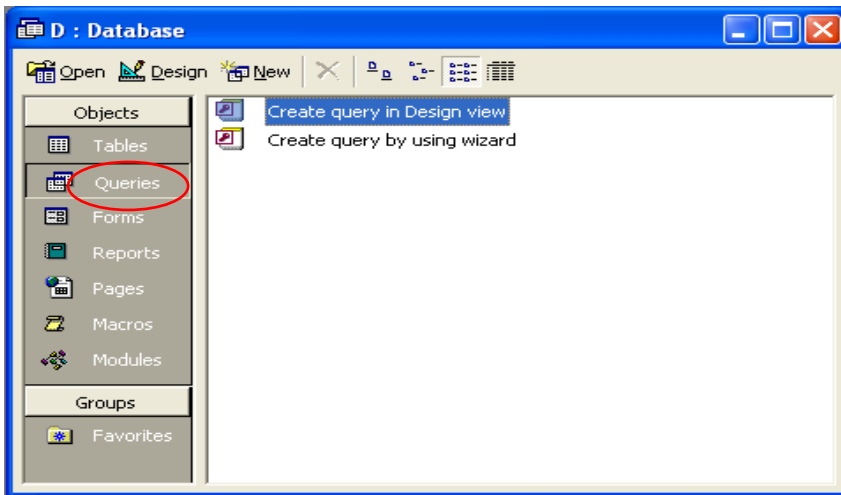 D : Database
Open Design New
Objects
Tables
Queries
Forms
Reports
Pages
Macros
Modules
Groups
Favorites
Create query in Design view
Create query by using wizard